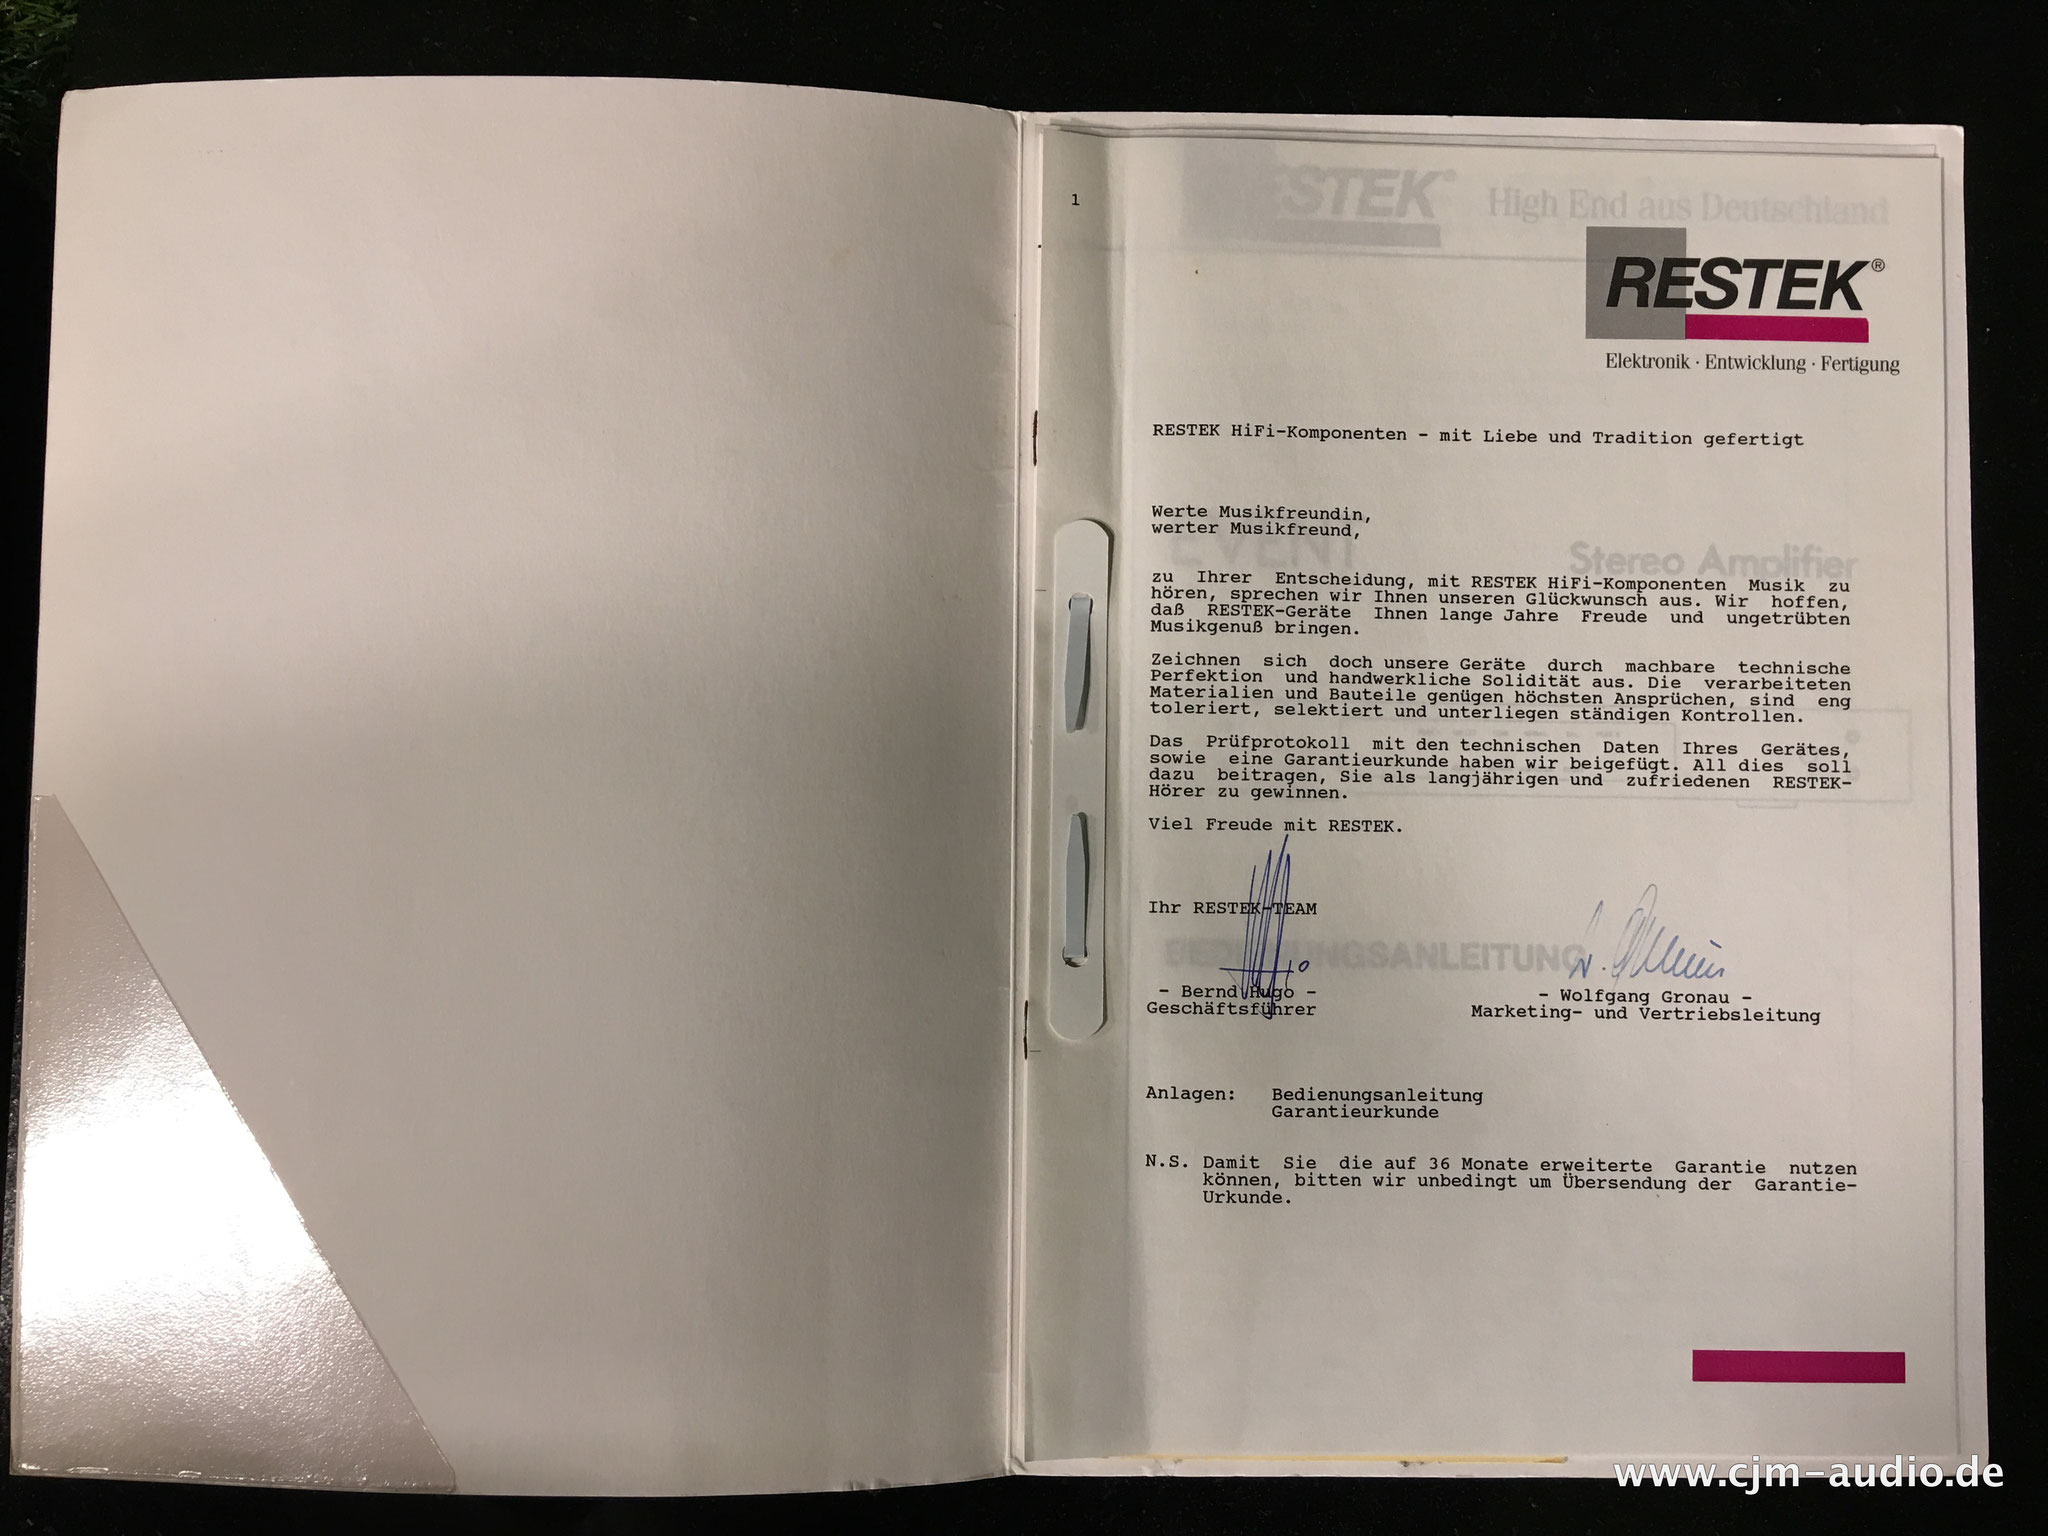 1
RESTEK® High End aus Deutschland
RESTEK®
Elektronik · Entwicklung · Fertigung
RESTEK HiFi-Komponenten - mit Liebe und Tradition gefertigt
Werte Musikfreundin,
werter Musikfreund,
EVENT Stereo Amplifier
zu Ihrer Entscheidung, mit RESTEK HiFi-Komponenten Musik zu
hören, sprechen wir Ihnen unseren Glückwunsch aus. Wir hoffen,
daß RESTEK-Geräte Ihnen lange Jahre Freude und ungetrübten
Musikgenuß bringen.
Zeichnen sich doch unsere Geräte durch machbare technische
Perfektion und handwerkliche Solidität aus. Die verarbeiteten
Materialien und Bauteile genügen höchsten Ansprüchen, sind eng
toleriert, selektiert und unterliegen ständigen Kontrollen.
Das Prüfprotokoll mit den technischen Daten Ihres Gerätes,
sowie eine Garantieurkunde haben wir beigefügt. All dies soll
dazu beitragen, Sie als langjährigen und zufriedenen RESTEK-
Hörer zu gewinnen.
Viel Freude mit RESTEK.
Ihr RESTEK-TEAM
BEDIENUNGSANLEITUNG
- Bernd Hugo -
Geschäftsführer
- Wolfgang Gronau -
Marketing- und Vertriebsleitung
Anlagen: Bedienungsanleitung
Garantieurkunde
N.S. Damit Sie die auf 36 Monate erweiterte Garantie nutzen
können, bitten wir unbedingt um Übersendung der Garantie-
Urkunde.
www.cjm-audio.de